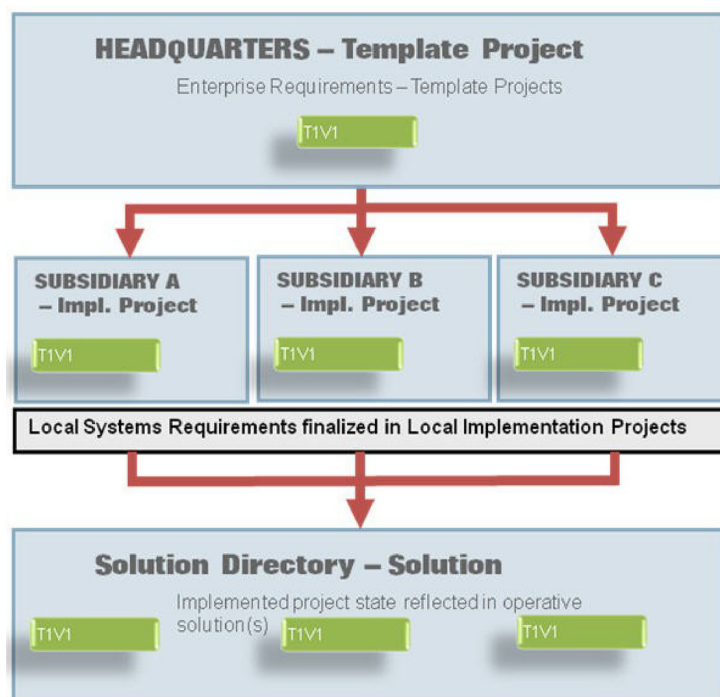 HEADQUARTERS – Template Project
Enterprise Requirements – Template Projects
T1V1
SUBSIDIARY A
– Impl. Project
T1V1
SUBSIDIARY B
– Impl. Project
T1V1
SUBSIDIARY C
– Impl. Project
T1V1
Local Systems Requirements finalized in Local Implementation Projects
Solution Directory – Solution
Implemented project state reflected in operative
solution(s)
T1V1
T1V1
T1V1